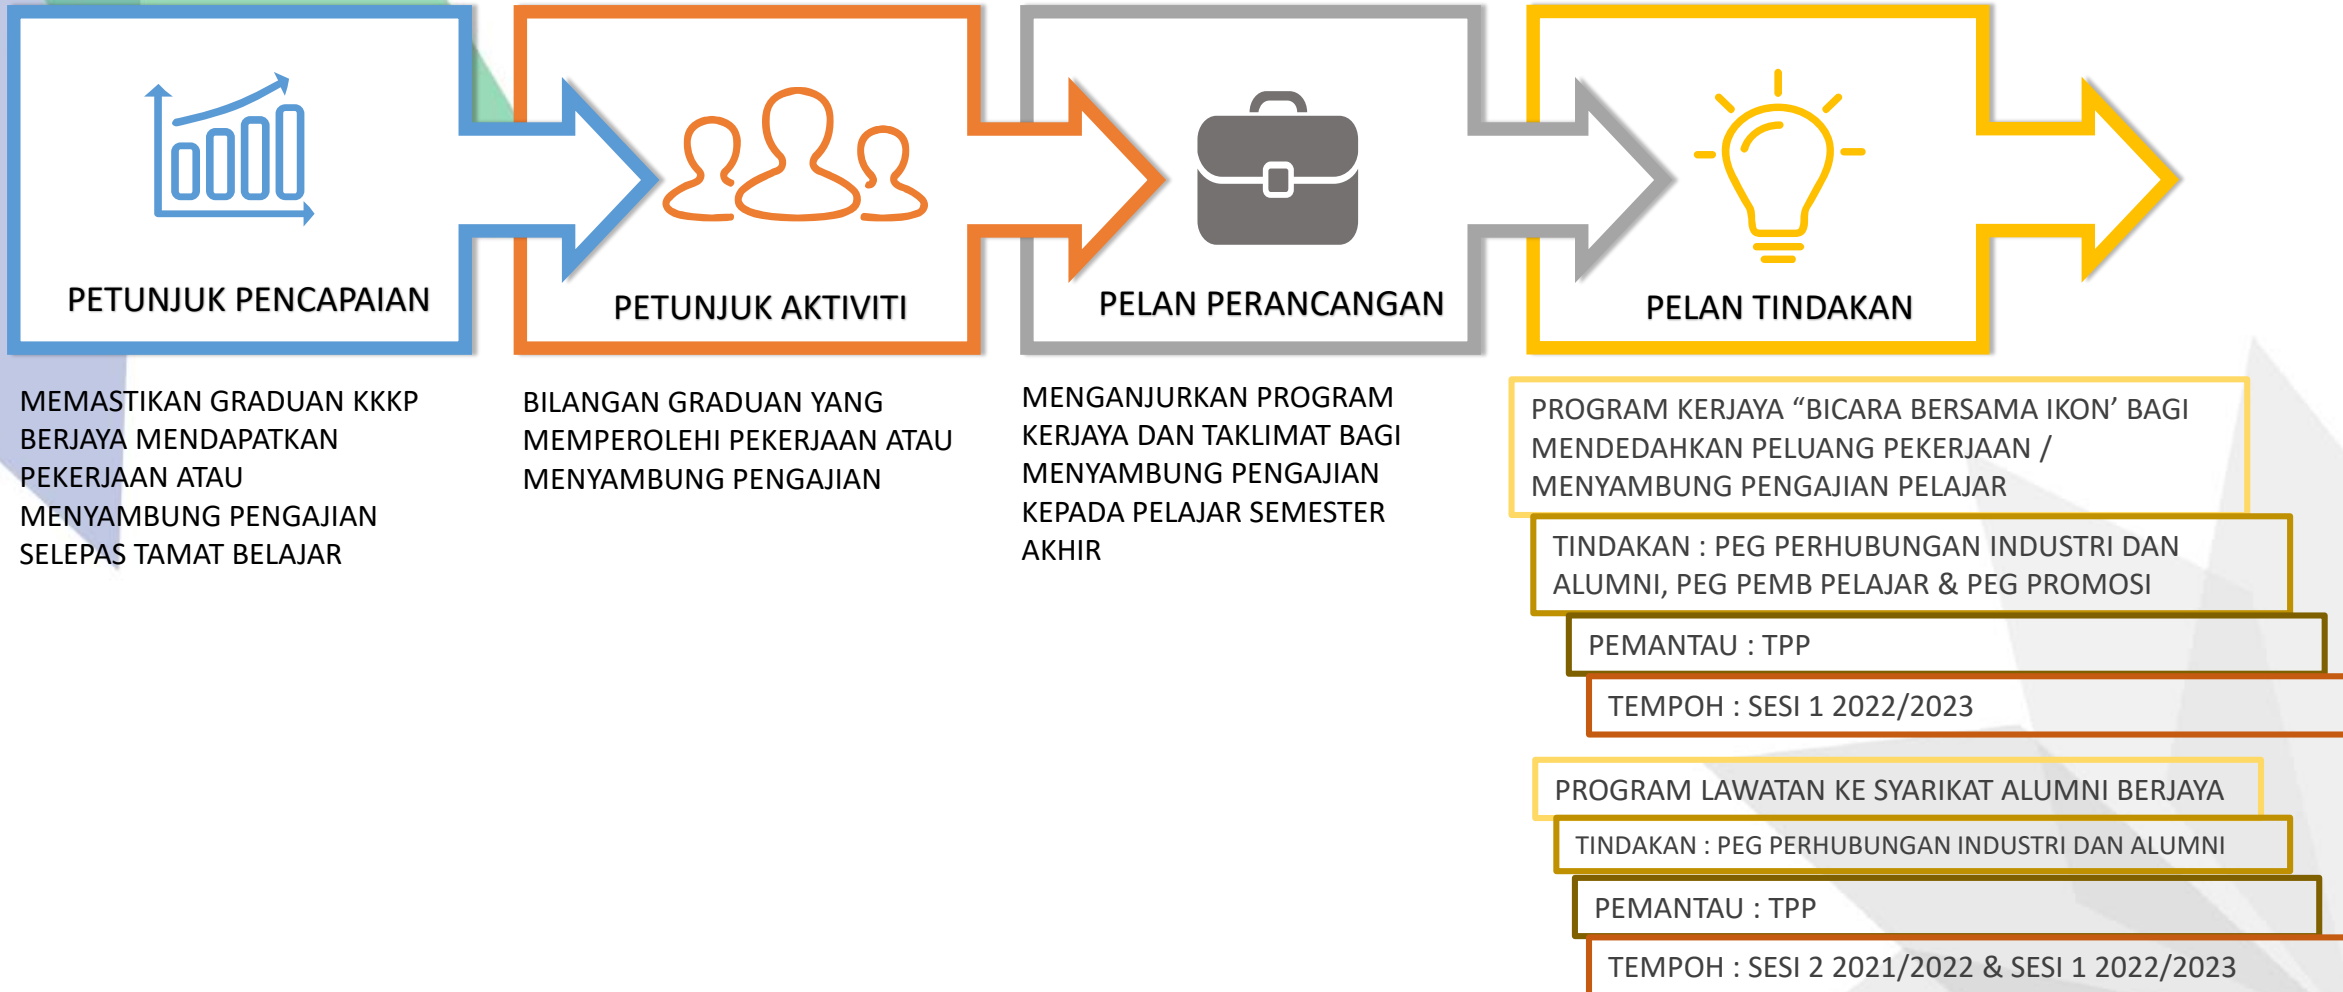 PETUNJUK PENCAPAIAN
MEMASTIKAN GRADUAN KKKP
BERJAYA MENDAPATKAN
PEKERJAAN ATAU
MENYAMBUNG PENGAJIAN
SELEPAS TAMAT BELAJAR
PETUNJUK AKTIVITI
BILANGAN GRADUAN YANG
MEMPEROLEHI PEKERJAAN ATAU
MENYAMBUNG PENGAJIAN
PELAN PERANCANGAN
MENGANJURKAN PROGRAM
KERJAYA DAN TAKLIMAT BAGI
MENYAMBUNG PENGAJIAN
KEPADA PELAJAR SEMESTER
AKHIR
PELAN TINDAKAN
PROGRAM KERJAYA “BICARA BERSAMA IKON’ BAGI
MENDEDAHKAN PELUANG PEKERJAAN /
MENYAMBUNG PENGAJIAN PELAJAR
TINDAKAN : PEG PERHUBUNGAN INDUSTRI DAN
ALUMNI, PEG PEMB PELAJAR & PEG PROMOSI
PEMANTAU : TPP
TEMPOH : SESI 1 2022/2023
PROGRAM LAWATAN KE SYARIKAT ALUMNI BERJAYA
TINDAKAN : PEG PERHUBUNGAN INDUSTRI DAN ALUMNI
PEMANTAU : TPP
TEMPOH : SESI 2 2021/2022 & SESI 1 2022/2023